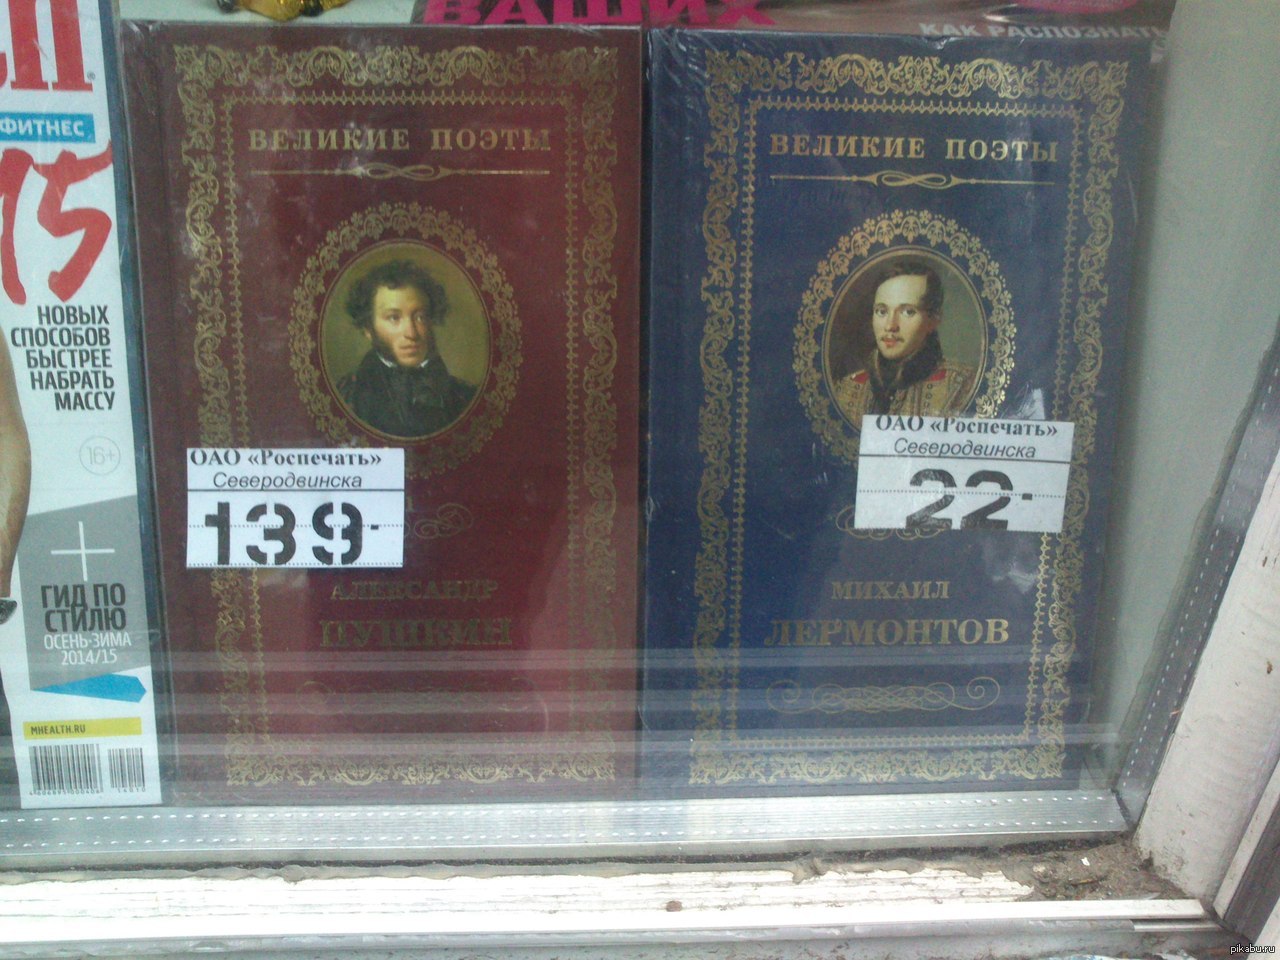 ВАШИХ
КАК РАСПОЗНАТЬ
ФИТНЕС
15
НОВЫХ
СПОСОБОВ
БЫСТРЕЕ
НАБРАТЬ
МАССУ
16+
ГИД ПО
СТИЛЮ
ОСЕНЬ-ЗИМА
2014/15
MHEALTH.RU
ВЕЛИКИЕ ПОЭТЫ
ОАО «Роспечать»
Северодвинска
139-
АЛЕКСАНДР
ПУШКИН
ВЕЛИКИЕ ПОЭТЫ
ОАО «Роспечать»
Северодвинска
22-
МИХАИЛ
ЛЕРМОНТОВ
pikabu.ru